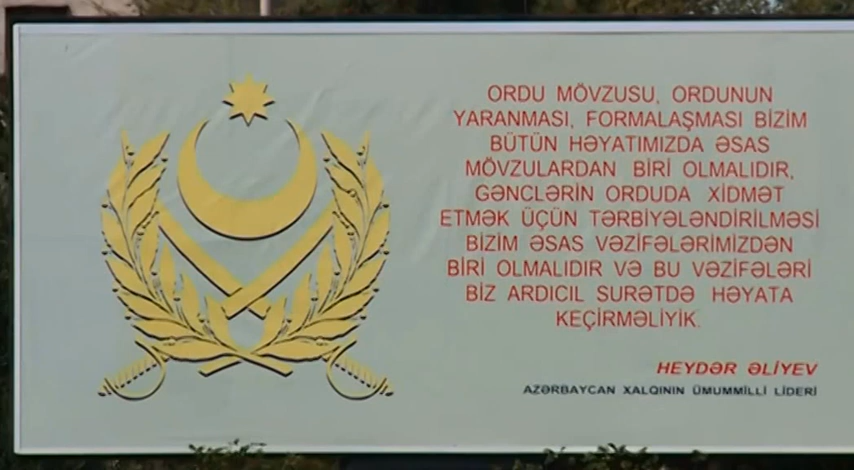 ORDU MÖVZUSU, ORDUNUN
YARANMASI, FORMALAŞMASI BİZİM
BÜTÜN HƏYATIMIZDA ƏSAS
MÖVZULARDAN BİRİ OLMALIDIR,
GƏNCLƏRİN ORDUDA XİDMƏT
ETMƏK ÜÇÜN TƏRBİYƏLƏNDİRİLMƏSİ
BİZİM ƏSAS VƏZİFƏLƏRİMİZDƏN
BİRİ OLMALIDIR VƏ BU VƏZİFƏLƏRİ
BİZ ARDICIL SURƏTDƏ HƏYATA
KEÇİRMƏLİYİK.
HEYDƏR ƏLİYEV
AZƏRBAYCAN XALQININ ÜMUMMİLLİ LİDERİ